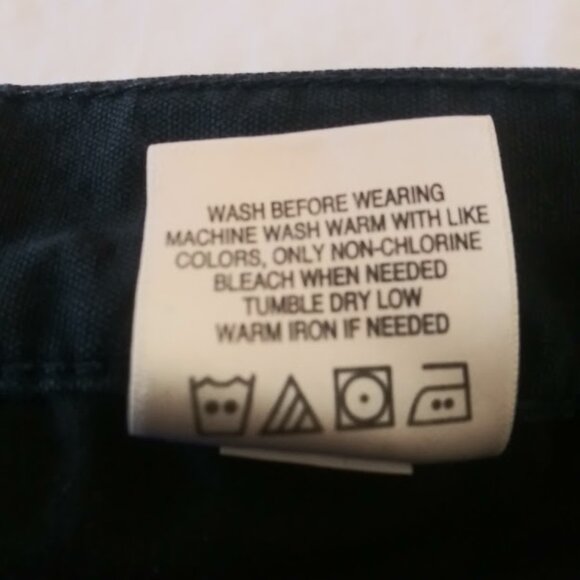 WASH BEFORE WEARING
MACHINE WASH WARM WITH LIKE
COLORS, ONLY NON-CHLORINE
BLEACH WHEN NEEDED
TUMBLE DRY LOW
WARM IRON IF NEEDED